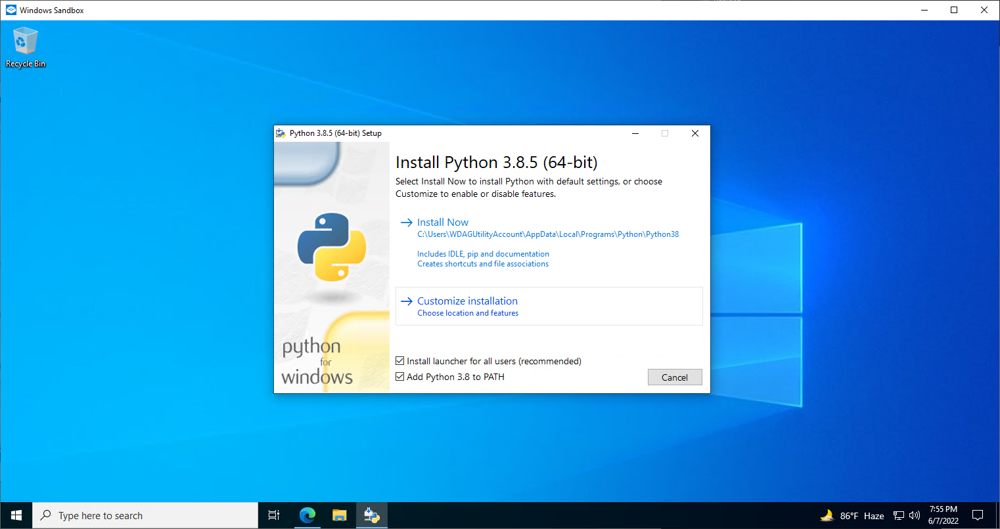 Windows Sandbox
Recycle Bin
Python 3.8.5 (64-bit) Setup
Install Python 3.8.5 (64-bit)
Select Install Now to install Python with default settings, or choose
Customize to enable or disable features.
Install Now
C:\Users\WDAGUtilityAccount\AppData\Local\Programs\Python\Python38
Includes IDLE, pip and documentation
Creates shortcuts and file associations
Customize installation
Choose location and features
python
for
windows
Install launcher for all users (recommended)
Add Python 3.8 to PATH
Cancel
Type here to search
86°F Haze
7:55 PM
6/7/2022